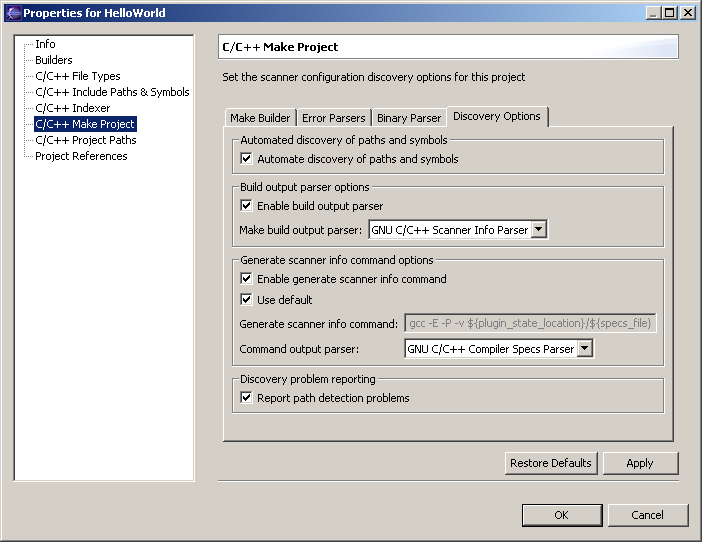 Properties for HelloWorld
Info
Builders
C/C++ File Types
C/C++ Include Paths & Symbols
C/C++ Indexer
C/C++ Make Project
C/C++ Project Paths
Project References
C/C++ Make Project
Set the scanner configuration discovery options for this project
Make Builder Error Parsers Binary Parser Discovery Options
Automated discovery of paths and symbols
Automate discovery of paths and symbols
Build output parser options
Enable build output parser
Make build output parser: GNU C/C++ Scanner Info Parser
Generate scanner info command options
Enable generate scanner info command
Use default
Generate scanner info command: gcc -E -P -v ${plugin_state_location}/${specs_file}
Command output parser: GNU C/C++ Compiler Specs Parser
Discovery problem reporting
Report path detection problems
Restore Defaults Apply
OK Cancel